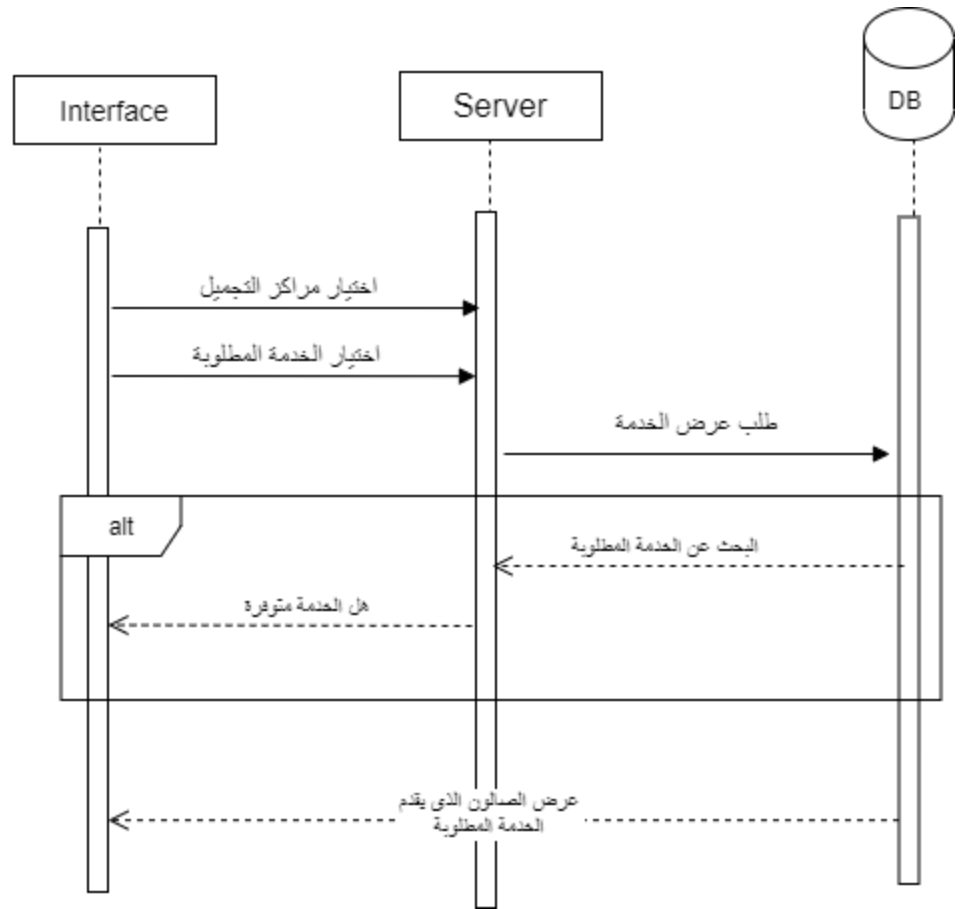 Interface
Server
DB
اختيار مراكز التجميل
اختيار الخدمة المطلوبة
طلب عرض الخدمة
alt
البحث عن الخدمة المطلوبة
هل الخدمة متوفرة
عرض الصالون الذى يقدم
الخدمة المطلوبة